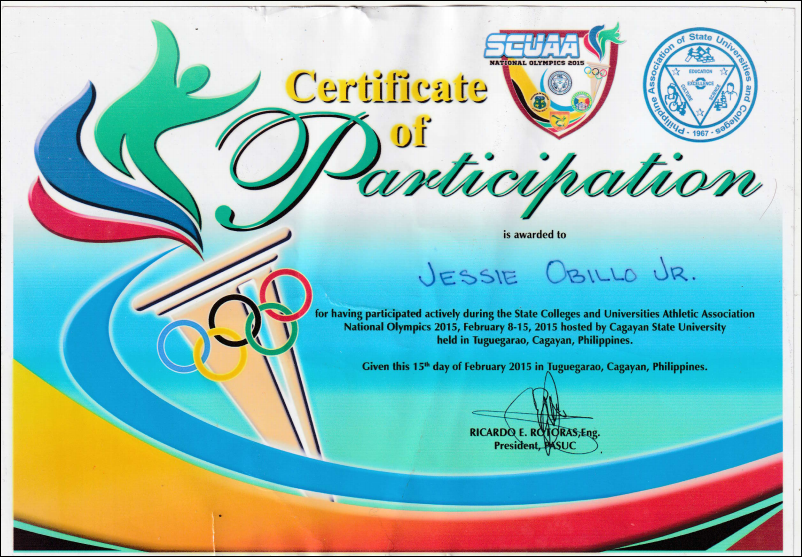 Certificate
of
Participation
SCUAA
NATIONAL OLYMPICS 2015
Philippine Association of State Universities and Colleges
EDUCATION
EXCELLENCE
CULTURE
SCIENCE
• 1967 •
is awarded to
JESSIE OBILLO JR.
for having participated actively during the State Colleges and Universities Athletic Association
National Olympics 2015, February 8-15, 2015 hosted by Cagayan State University
held in Tuguegarao, Cagayan, Philippines.
Given this 15th day of February 2015 in Tuguegarao, Cagayan, Philippines.
RICARDO E. ROTORAS,Eng.
President, PASUC